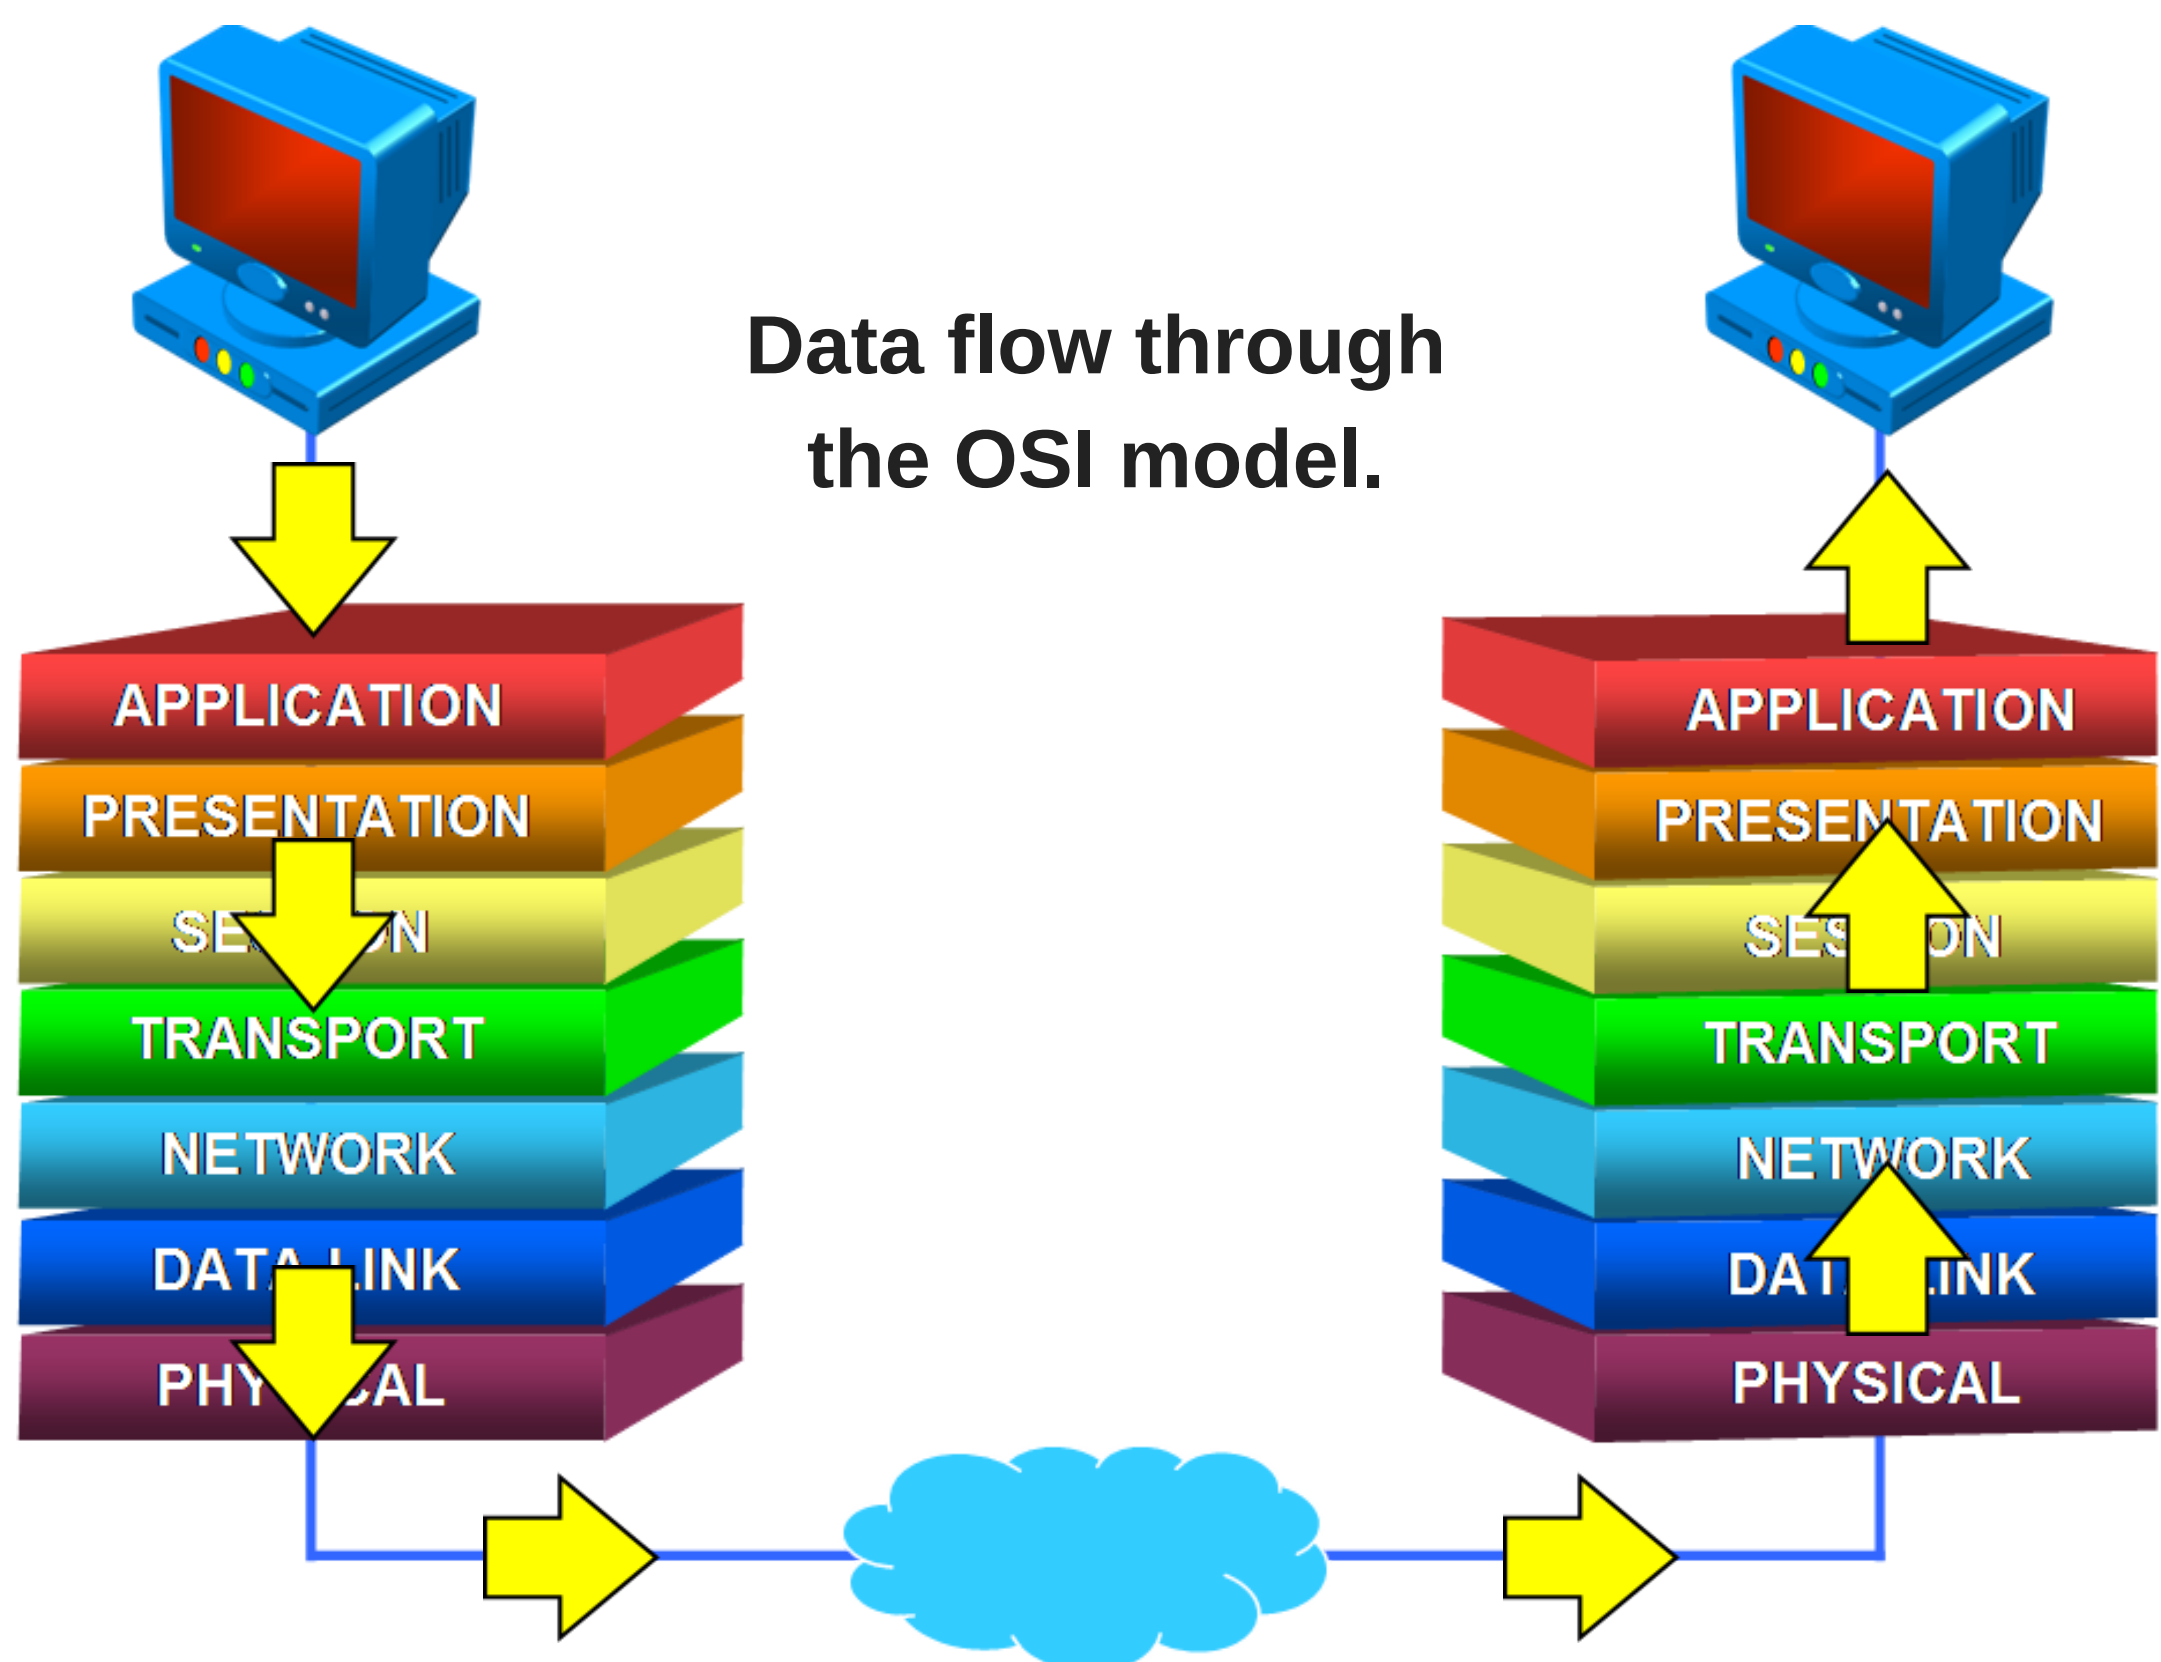 Data flow through
the OSI model.
APPLICATION
PRESENTATION
TRANSPORT
NETWORK
APPLICATION
PRESENTATION
TRANSPORT
NETWORK
PHYSICAL